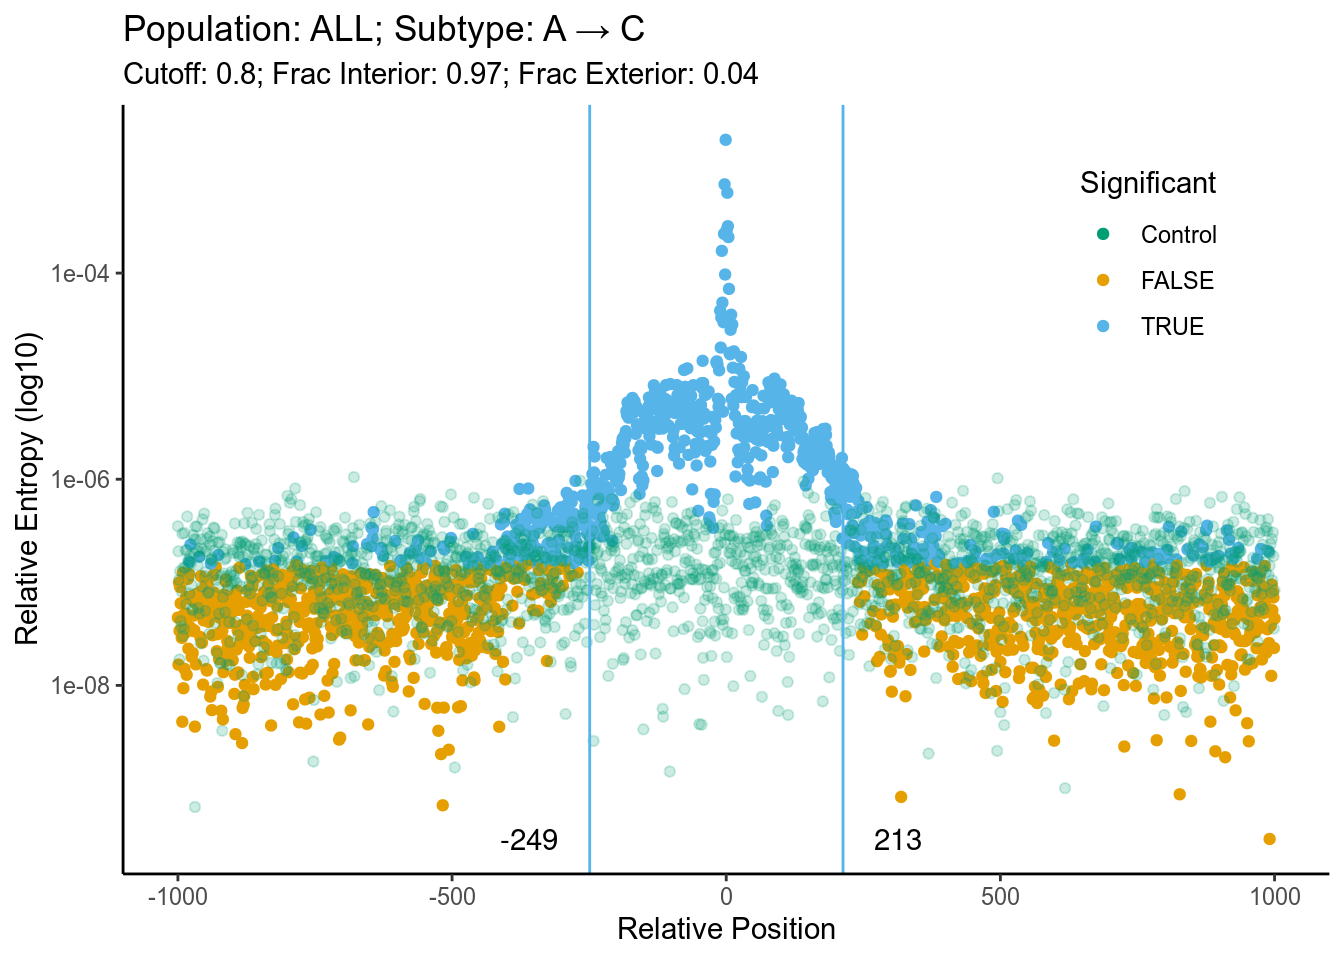 Population: ALL; Subtype: A → C
Cutoff: 0.8; Frac Interior: 0.97; Frac Exterior: 0.04
Significant
Control
FALSE
TRUE
1e-04
1e-06
1e-08
Relative Entropy (log10)
-249
213
-1000
-500
0
500
1000
Relative Position